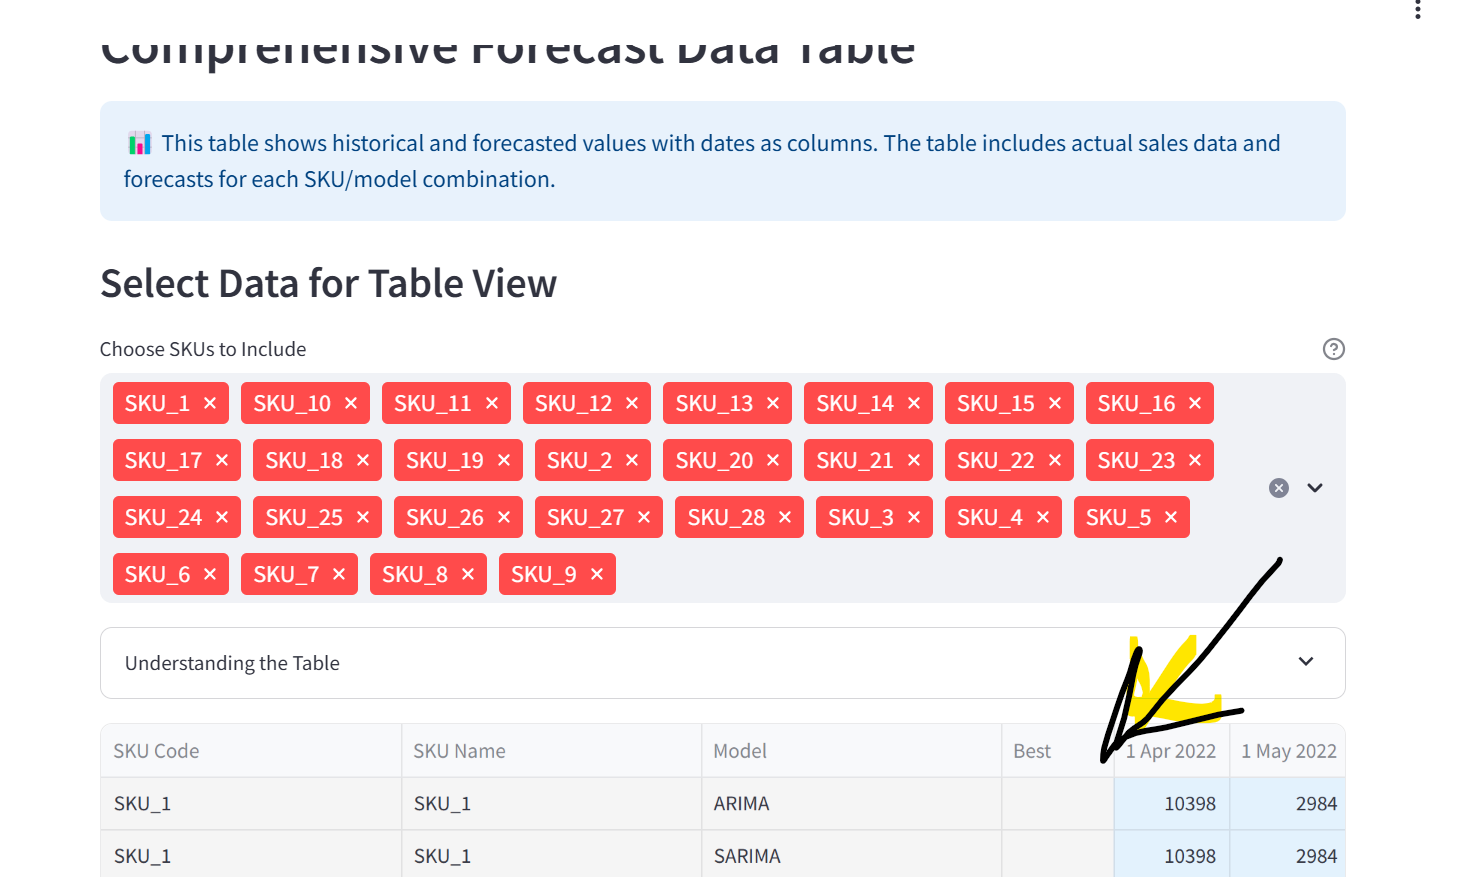 Comprehensive Forecast Data Table
This table shows historical and forecasted values with dates as columns. The table includes actual sales data and
forecasts for each SKU/model combination.
Select Data for Table View
Choose SKUs to Include
SKU_1 × SKU_10 × SKU_11 × SKU_12 × SKU_13 × SKU_14 × SKU_15 × SKU_16 ×
SKU_17 × SKU_18 × SKU_19 × SKU_2 × SKU_20 × SKU_21 × SKU_22 × SKU_23 ×
SKU_24 × SKU_25 × SKU_26 × SKU_27 × SKU_28 × SKU_3 × SKU_4 × SKU_5 ×
SKU_6 × SKU_7 × SKU_8 × SKU_9 ×
Understanding the Table
SKU Code SKU Name Model Best 1 Apr 2022 1 May 2022
SKU_1 SKU_1 ARIMA 10398 2984
SKU_1 SKU_1 SARIMA 10398 2984